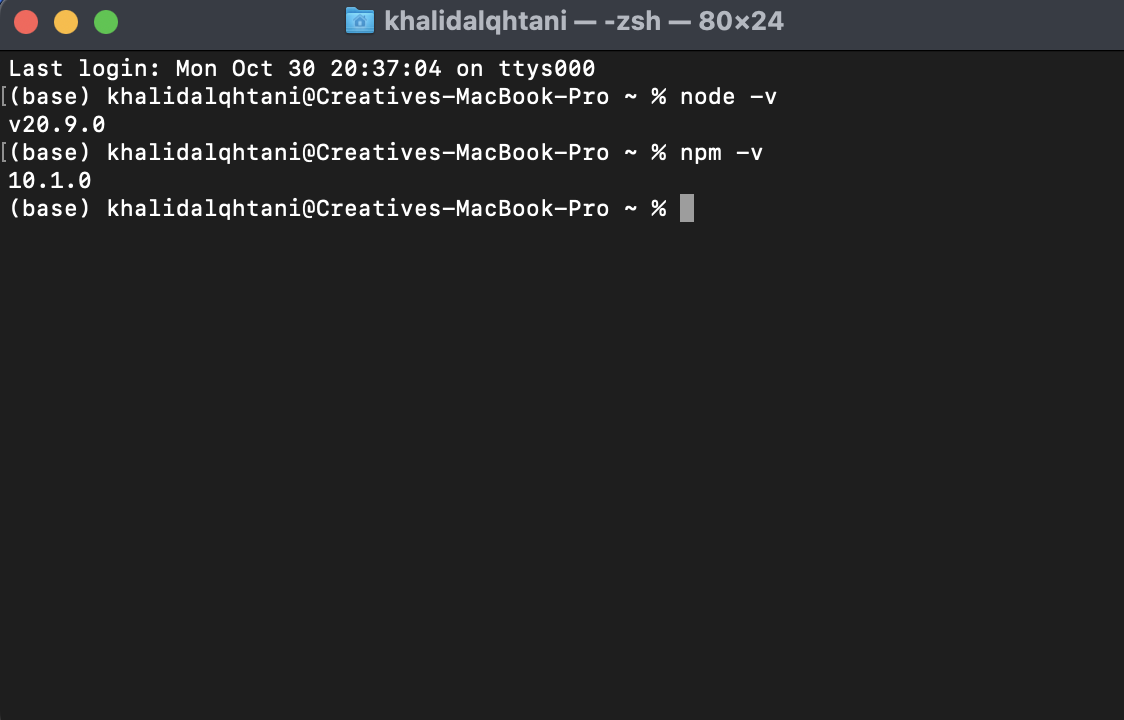 khalidalqhtani — -zsh — 80×24
Last login: Mon Oct 30 20:37:04 on ttys000
[(base) khalidalqhtani@Creatives-MacBook-Pro ~ % node -v
v20.9.0
[(base) khalidalqhtani@Creatives-MacBook-Pro ~ % npm -v
10.1.0
(base) khalidalqhtani@Creatives-MacBook-Pro ~ %